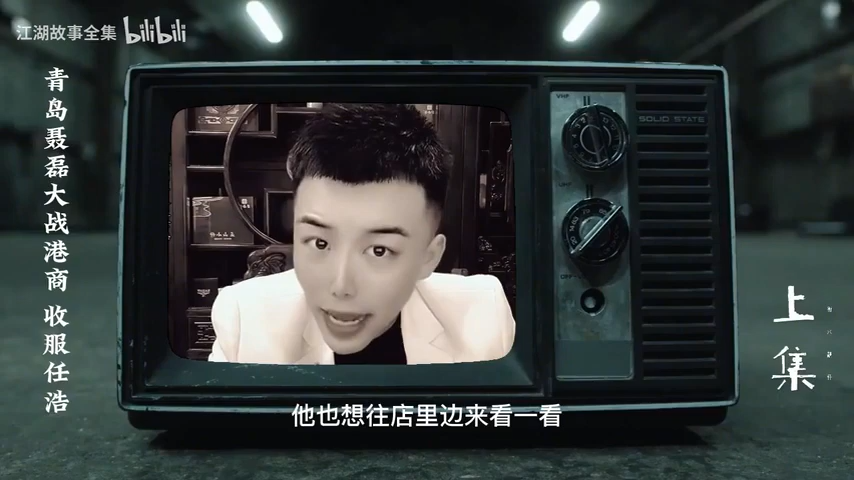 江湖故事全集 bilibili
青岛聂磊大战港商 收服任浩
SOLID STATE
VHF
上集
他也想往店里边来看一看